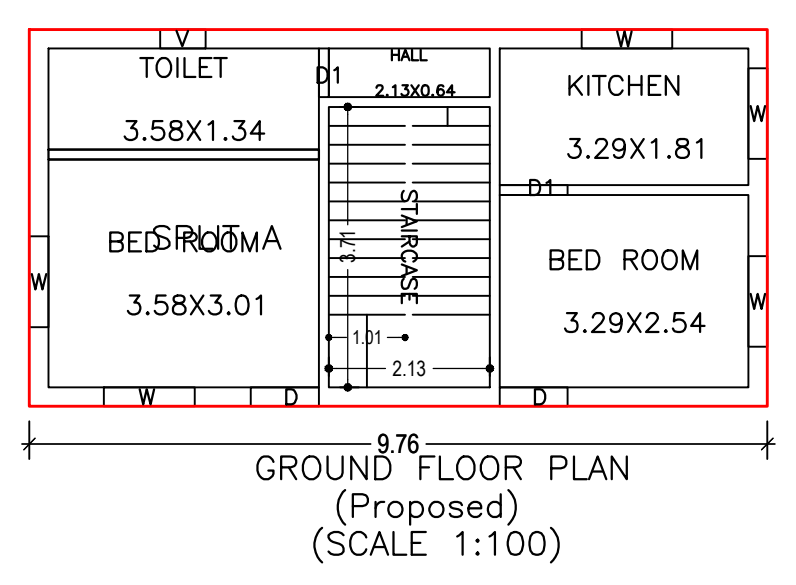 V
W
TOILET
D1
HALL
KITCHEN
2.13X0.64
W
3.58X1.34
3.29X1.81
D1
STAIRCASE
3.71
SPLIT A
BED ROOM
BED ROOM
W
3.58X3.01
W
3.29X2.54
1.01
2.13
W
D
D
9.76
GROUND FLOOR PLAN
(Proposed)
(SCALE 1:100)